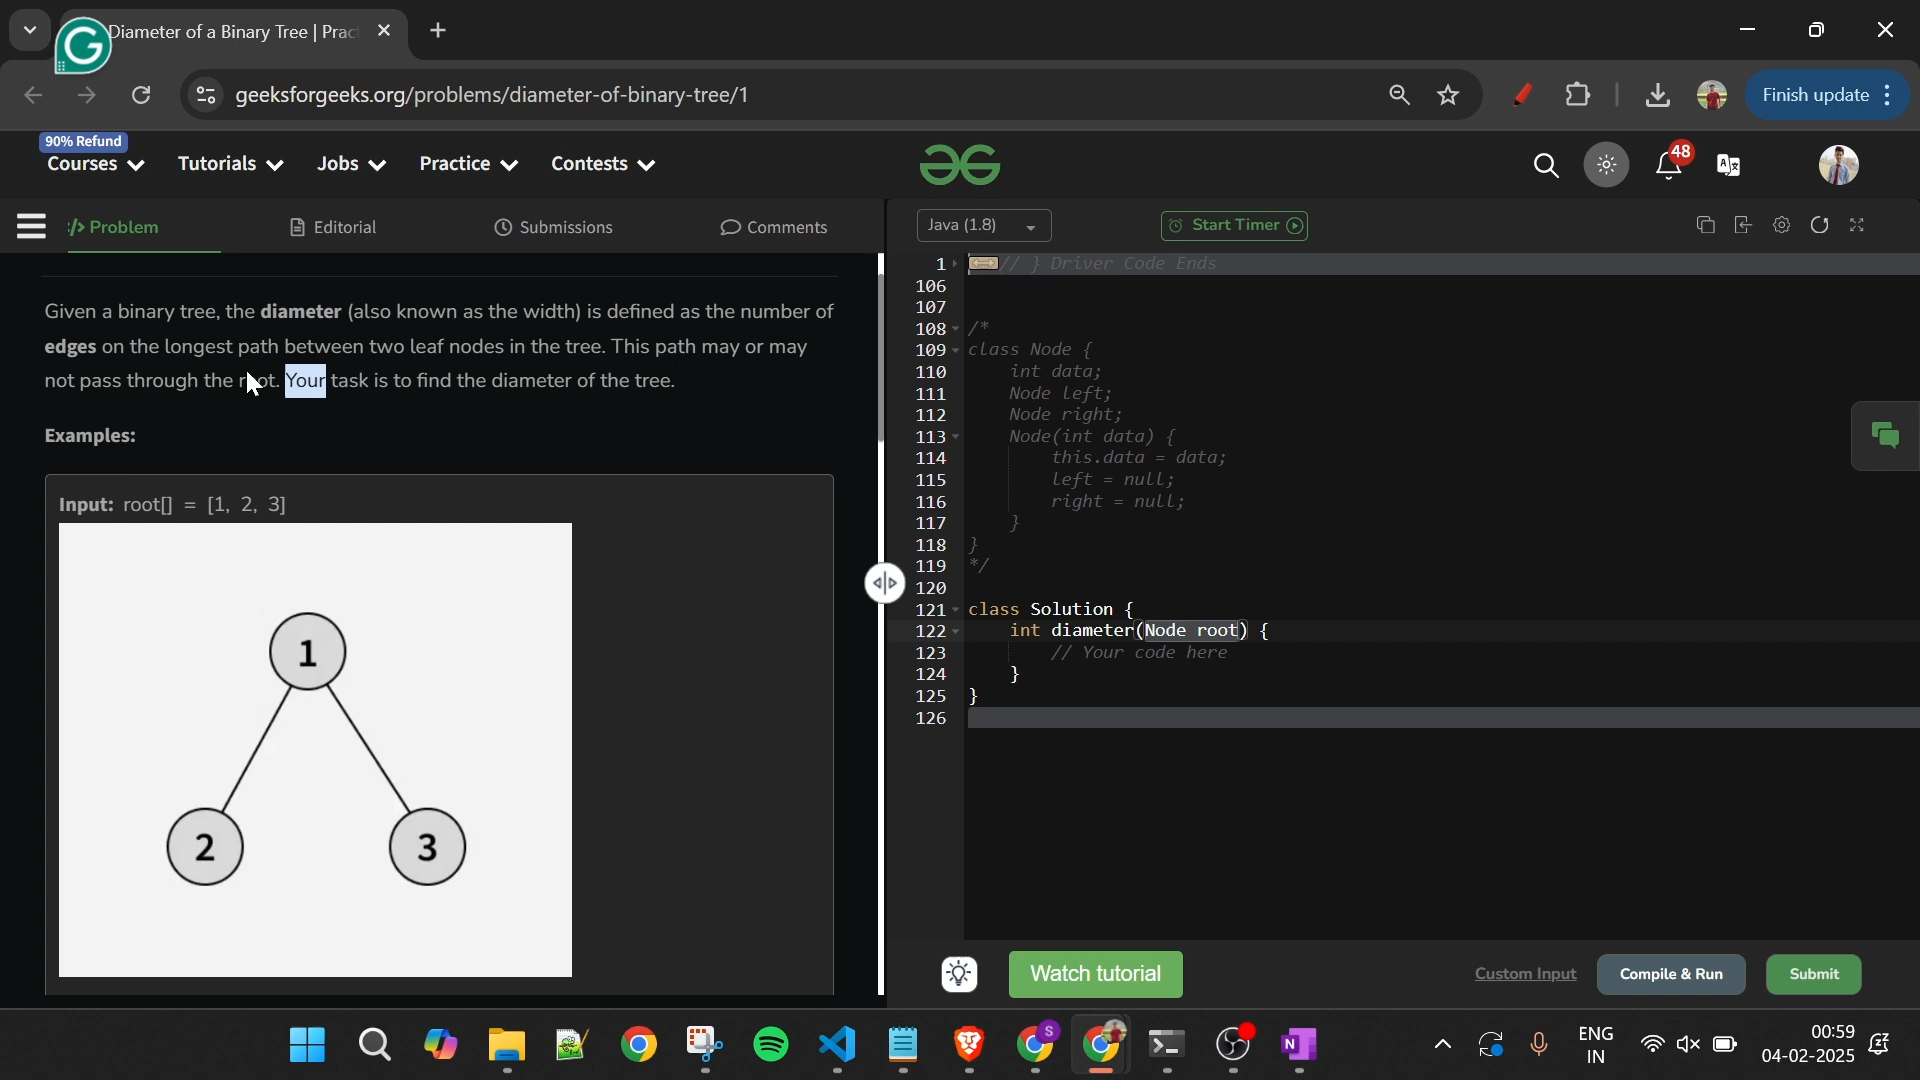 Diameter of a Binary Tree | Prac
geeksforgeeks.org/problems/diameter-of-binary-tree/1
Finish update
90% Refund
Courses
Tutorials
Jobs
Practice
Contests
48
Problem
Editorial
Submissions
Comments
Java (1.8)
Start Timer
Given a binary tree, the diameter (also known as the width) is defined as the number of
edges on the longest path between two leaf nodes in the tree. This path may or may
not pass through the root. Your task is to find the diameter of the tree.
Examples:
Input: root[] = [1, 2, 3]
1
2
3
1 // } Driver Code Ends
106
107
108 /*
109 class Node {
110 int data;
111 Node left;
112 Node right;
113 Node(int data) {
114 this.data = data;
115 left = null;
116 right = null;
117 }
118 }
119 */
120
121 class Solution {
122 int diameter(Node root) {
123 // Your code here
124 }
125 }
126
Watch tutorial
Custom Input
Compile & Run
Submit
ENG
IN
00:59
04-02-2025